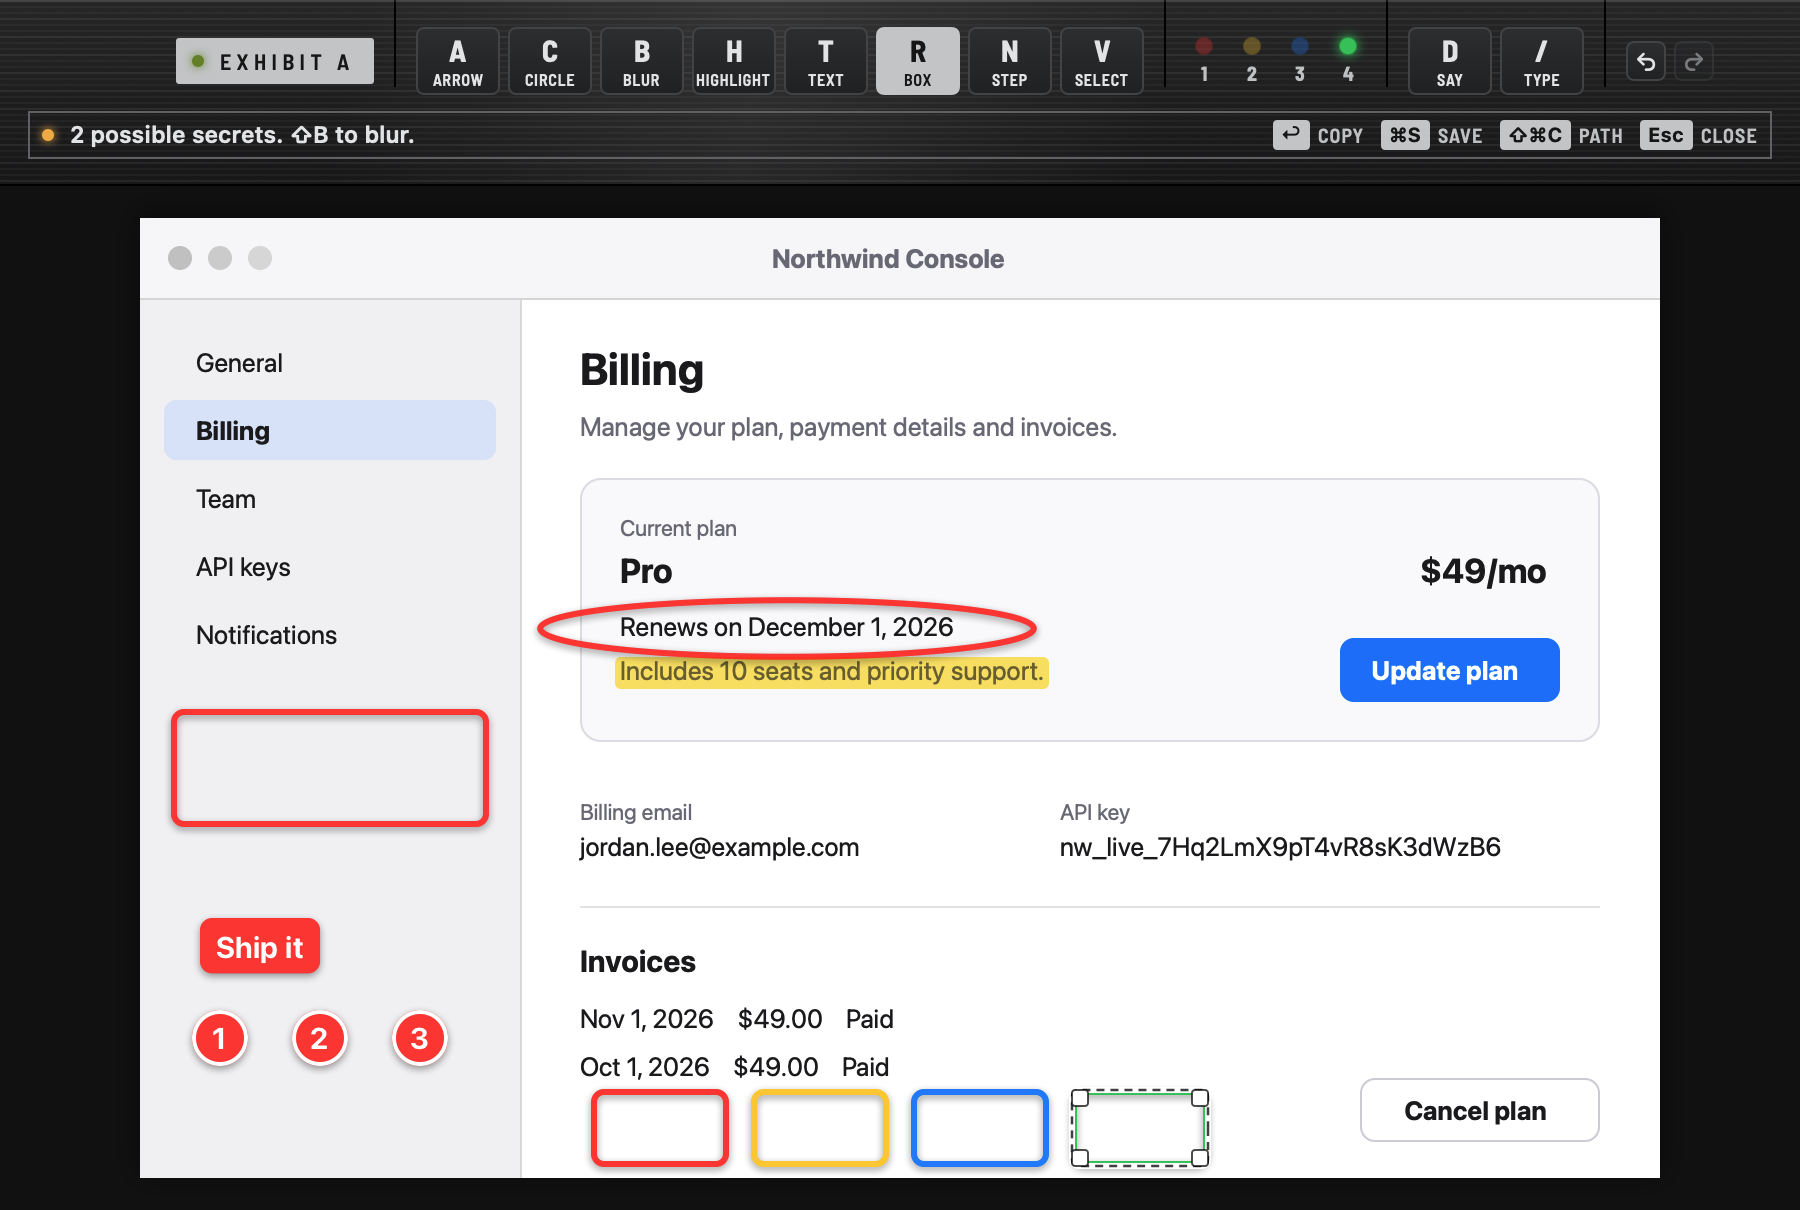 EXHIBIT A
A ARROW
C CIRCLE
B BLUR
H HIGHLIGHT
T TEXT
R BOX
N STEP
V SELECT
1 2 3 4
D SAY
/ TYPE
2 possible secrets. ⇧B to blur.
↩ COPY ⌘S SAVE ⇧⌘C PATH Esc CLOSE
Northwind Console
General
Billing
Team
API keys
Notifications
Ship it
1 2 3
Billing
Manage your plan, payment details and invoices.
Current plan
Pro
$49/mo
Renews on December 1, 2026
Includes 10 seats and priority support.
Update plan
Billing email
jordan.lee@example.com
API key
nw_live_7Hq2LmX9pT4vR8sK3dWzB6
Invoices
Nov 1, 2026 $49.00 Paid
Oct 1, 2026 $49.00 Paid
Cancel plan